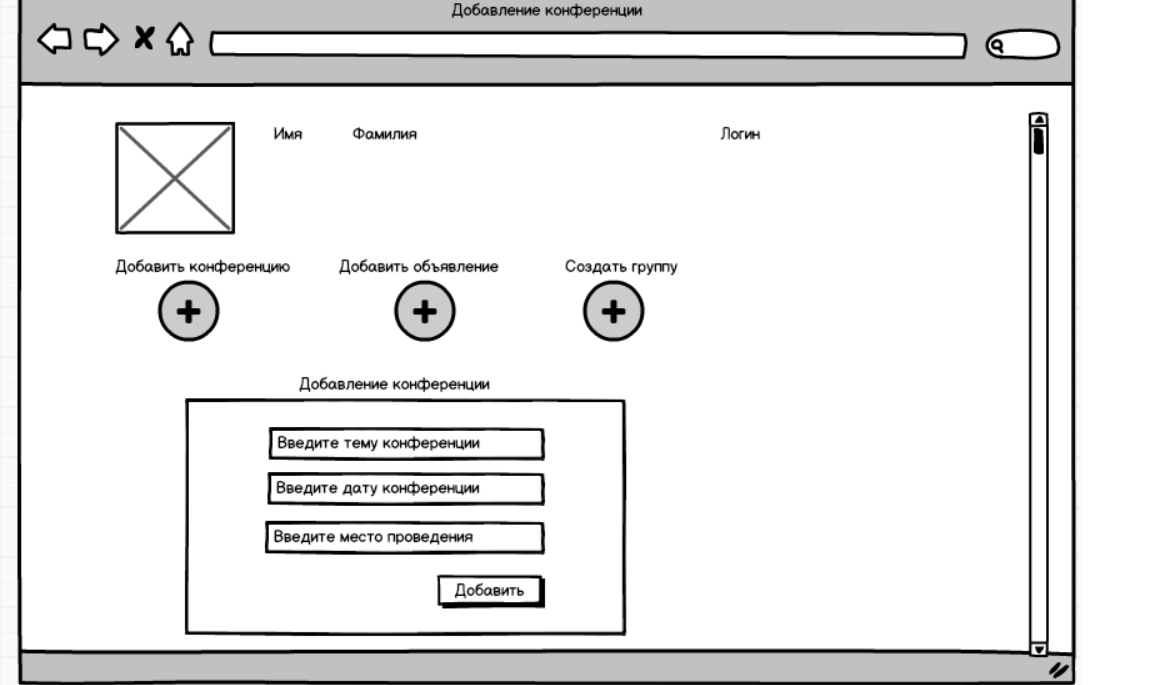 Добавление конференции
Имя Фамилия Логин
Добавить конференцию Добавить объявление Создать группу
Добавление конференции
Введите тему конференции
Введите дату конференции
Введите место проведения
Добавить